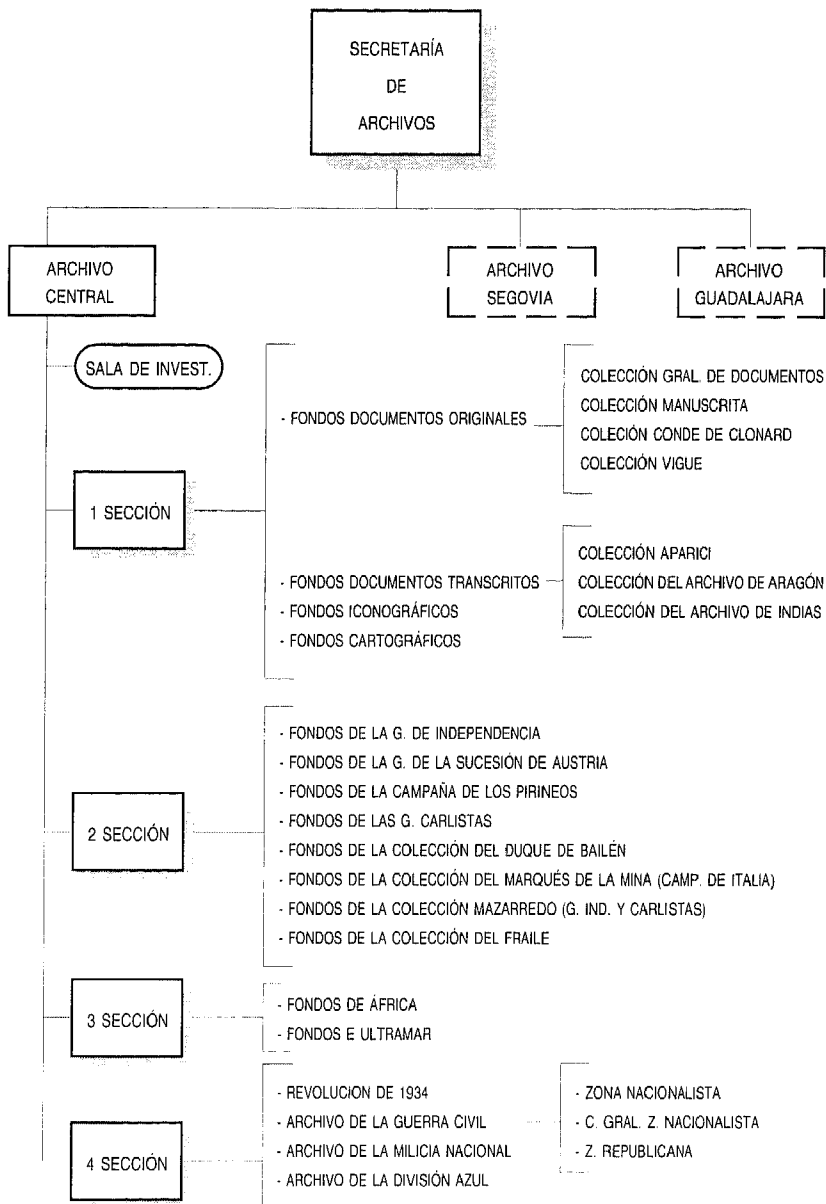 SECRETARÍA
DE
ARCHIVOS
ARCHIVO
CENTRAL
ARCHIVO
SEGOVIA
ARCHIVO
GUADALAJARA
SALA DE INVEST.
1 SECCIÓN
- FONDOS DOCUMENTOS ORIGINALES
COLECCIÓN GRAL. DE DOCUMENTOS
COLECCIÓN MANUSCRITA
COLECIÓN CONDE DE CLONARD
COLECCIÓN VIGUE
- FONDOS DOCUMENTOS TRANSCRITOS
- FONDOS ICONOGRÁFICOS
- FONDOS CARTOGRÁFICOS
COLECCIÓN APARICI
COLECCIÓN DEL ARCHIVO DE ARAGÓN
COLECCIÓN DEL ARCHIVO DE INDIAS
2 SECCIÓN
- FONDOS DE LA G. DE INDEPENDENCIA
- FONDOS DE LA G. DE LA SUCESIÓN DE AUSTRIA
- FONDOS DE LA CAMPAÑA DE LOS PIRINEOS
- FONDOS DE LAS G. CARLISTAS
- FONDOS DE LA COLECCIÓN DEL DUQUE DE BAILÉN
- FONDOS DE LA COLECCIÓN DEL MARQUÉS DE LA MINA (CAMP. DE ITALIA)
- FONDOS DE LA COLECCIÓN MAZARREDO (G. IND. Y CARLISTAS)
- FONDOS DE LA COLECCIÓN DEL FRAILE
3 SECCIÓN
- FONDOS DE ÁFRICA
- FONDOS E ULTRAMAR
4 SECCIÓN
- REVOLUCION DE 1934
- ARCHIVO DE LA GUERRA CIVIL
- ARCHIVO DE LA MILICIA NACIONAL
- ARCHIVO DE LA DIVISIÓN AZUL
- ZONA NACIONALISTA
- C. GRAL. Z. NACIONALISTA
- Z. REPUBLICANA